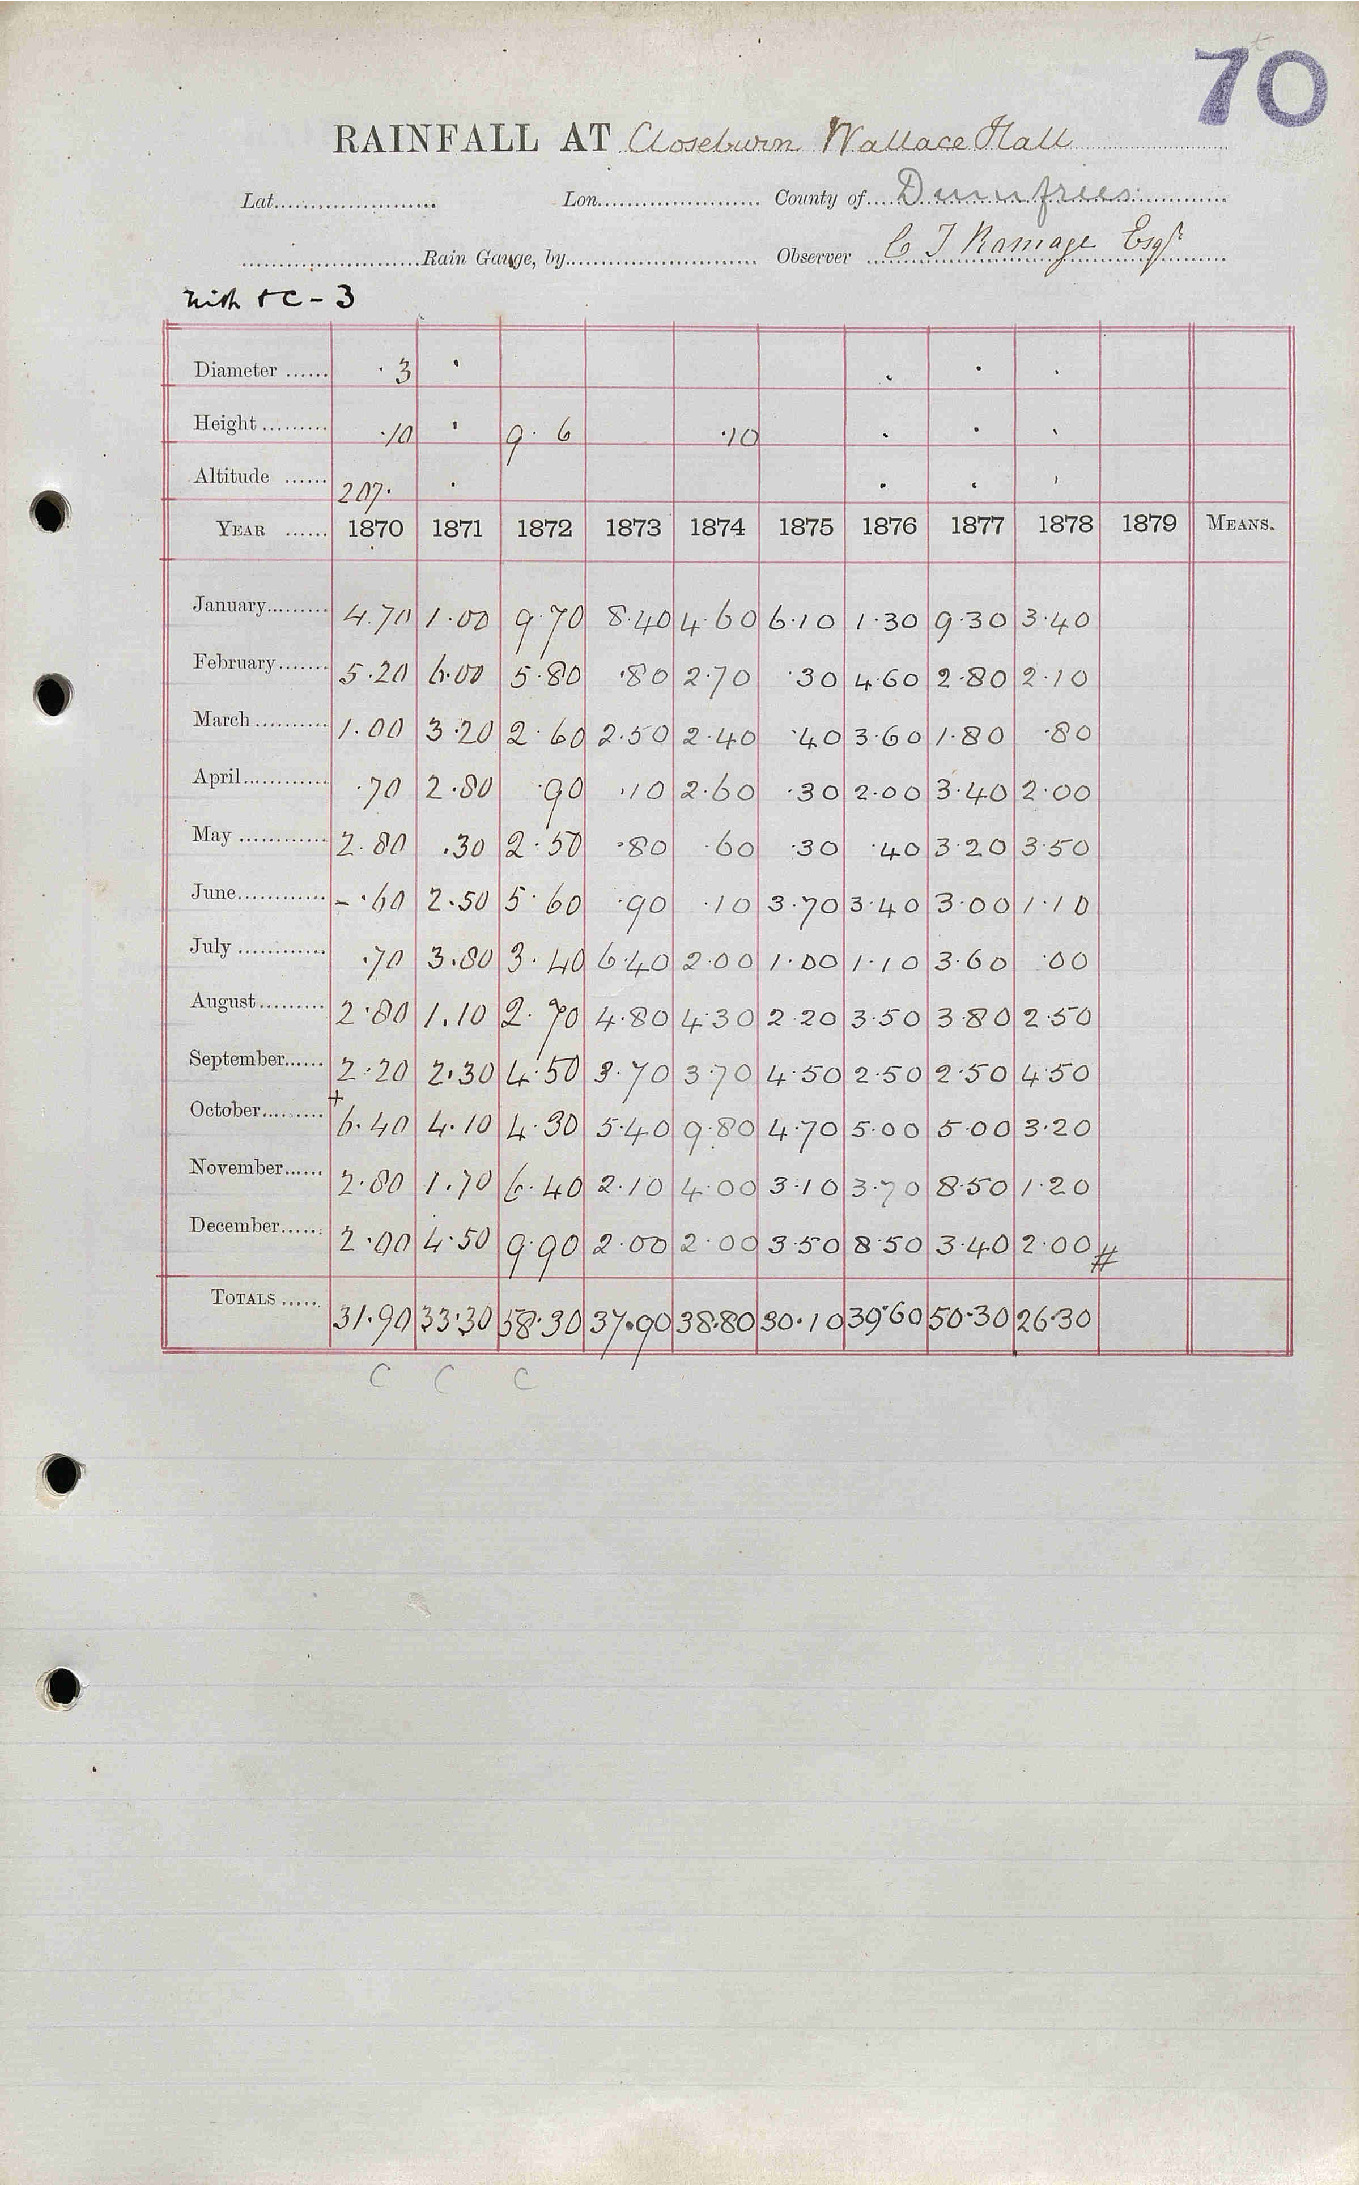 70
RAINFALL AT Closeburn Wallace Hall
Lat. Lon. County of Dumfries
Rain Gauge, by Observer C T Ramage Esqr
C - 3
Diameter ...... · 3 ·  . · .
Height ......... ·10 · 9· 6 ·10 . · .
Altitude ...... 207· . . . '
YEAR ...... 1870 1871 1872 1873 1874 1875 1876 1877 1878 1879 MEANS.
January......... 4.70 1·00 9·70 8·40 4·60 6·10 1·30 9·30 3·40
February....... 5·20 6·00 5·80 ·80 2·70 ·30 4·60 2·80 2·10
March .......... 1·00 3·20 2·60 2·50 2·40 ·40 3·60 1·80 ·80
April............ ·70 2·80 ·90 ·10 2·60 ·30 2·00 3·40 2·00
May ............ 2·80 .30 2·50 ·80 ·60 ·30 ·40 3·20 3·50
June............ – ·60 2.50 5·60 ·90 ·10 3·70 3·40 3·00 1·10
July ............ ·70 3.80 3·40 6·40 2·00 1·00 1·10 3·60 ·00
August......... 2·80 1.10 2·70 4·80 4·30 2·20 3·50 3·80 2·50
September...... 2·20 2·30 4·50 3·70 3·70 4·50 2·50 2·50 4·50
October......... + 6·40 4·10 4·30 5·40 9·80 4·70 5·00 5·00 3·20
November...... 2·80 1·70 6·40 2·10 4·00 3·10 3·70 8·50 1·20
December...... 2·00 4·50 9·90 2·00 2·00 3·50 8·50 3·40 2·00 #
TOTALS ..... 31·90 33·30 58·30 37·90 38·80 30·10 39·60 50·30 26·30
C C C